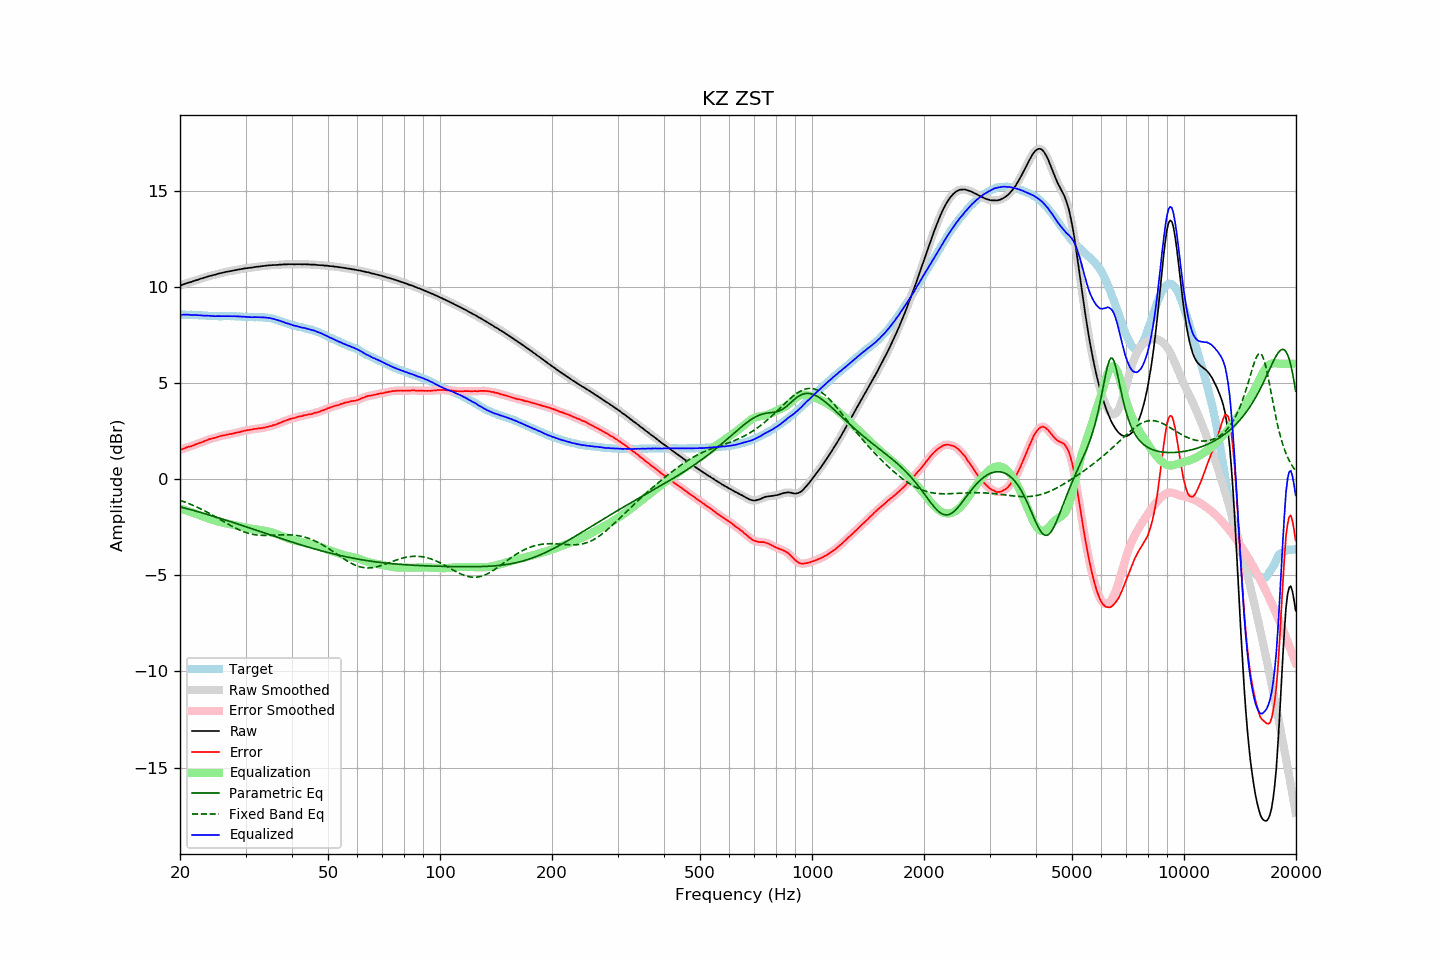 KZ ZST
Amplitude (dBr)
15
10
5
0
−5
−10
−15
Target
Raw Smoothed
Error Smoothed
Raw
Error
Equalization
Parametric Eq
Fixed Band Eq
Equalized
20 50 100 200 500 1000 2000 5000 10000 20000
Frequency (Hz)